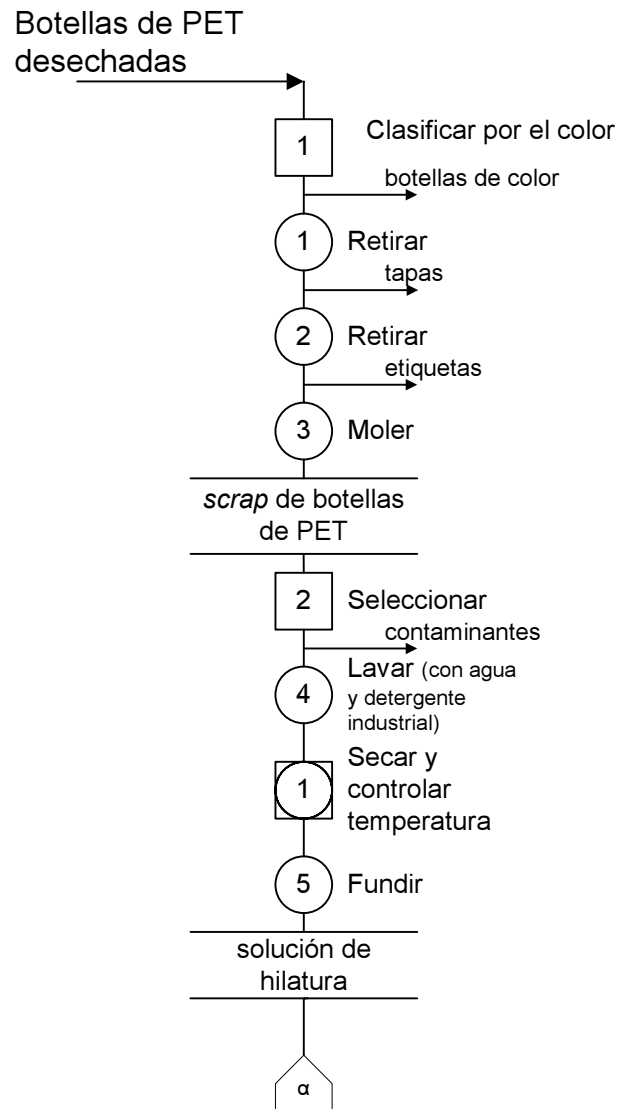 Botellas de PET
desechadas
1
Clasificar por el color
botellas de color
1
Retirar
tapas
2
Retirar
etiquetas
3
Moler
scrap de botellas
de PET
2
Seleccionar
contaminantes
4
Lavar (con agua
y detergente
industrial)
1
Secar y
controlar
temperatura
5
Fundir
solución de
hilatura
α